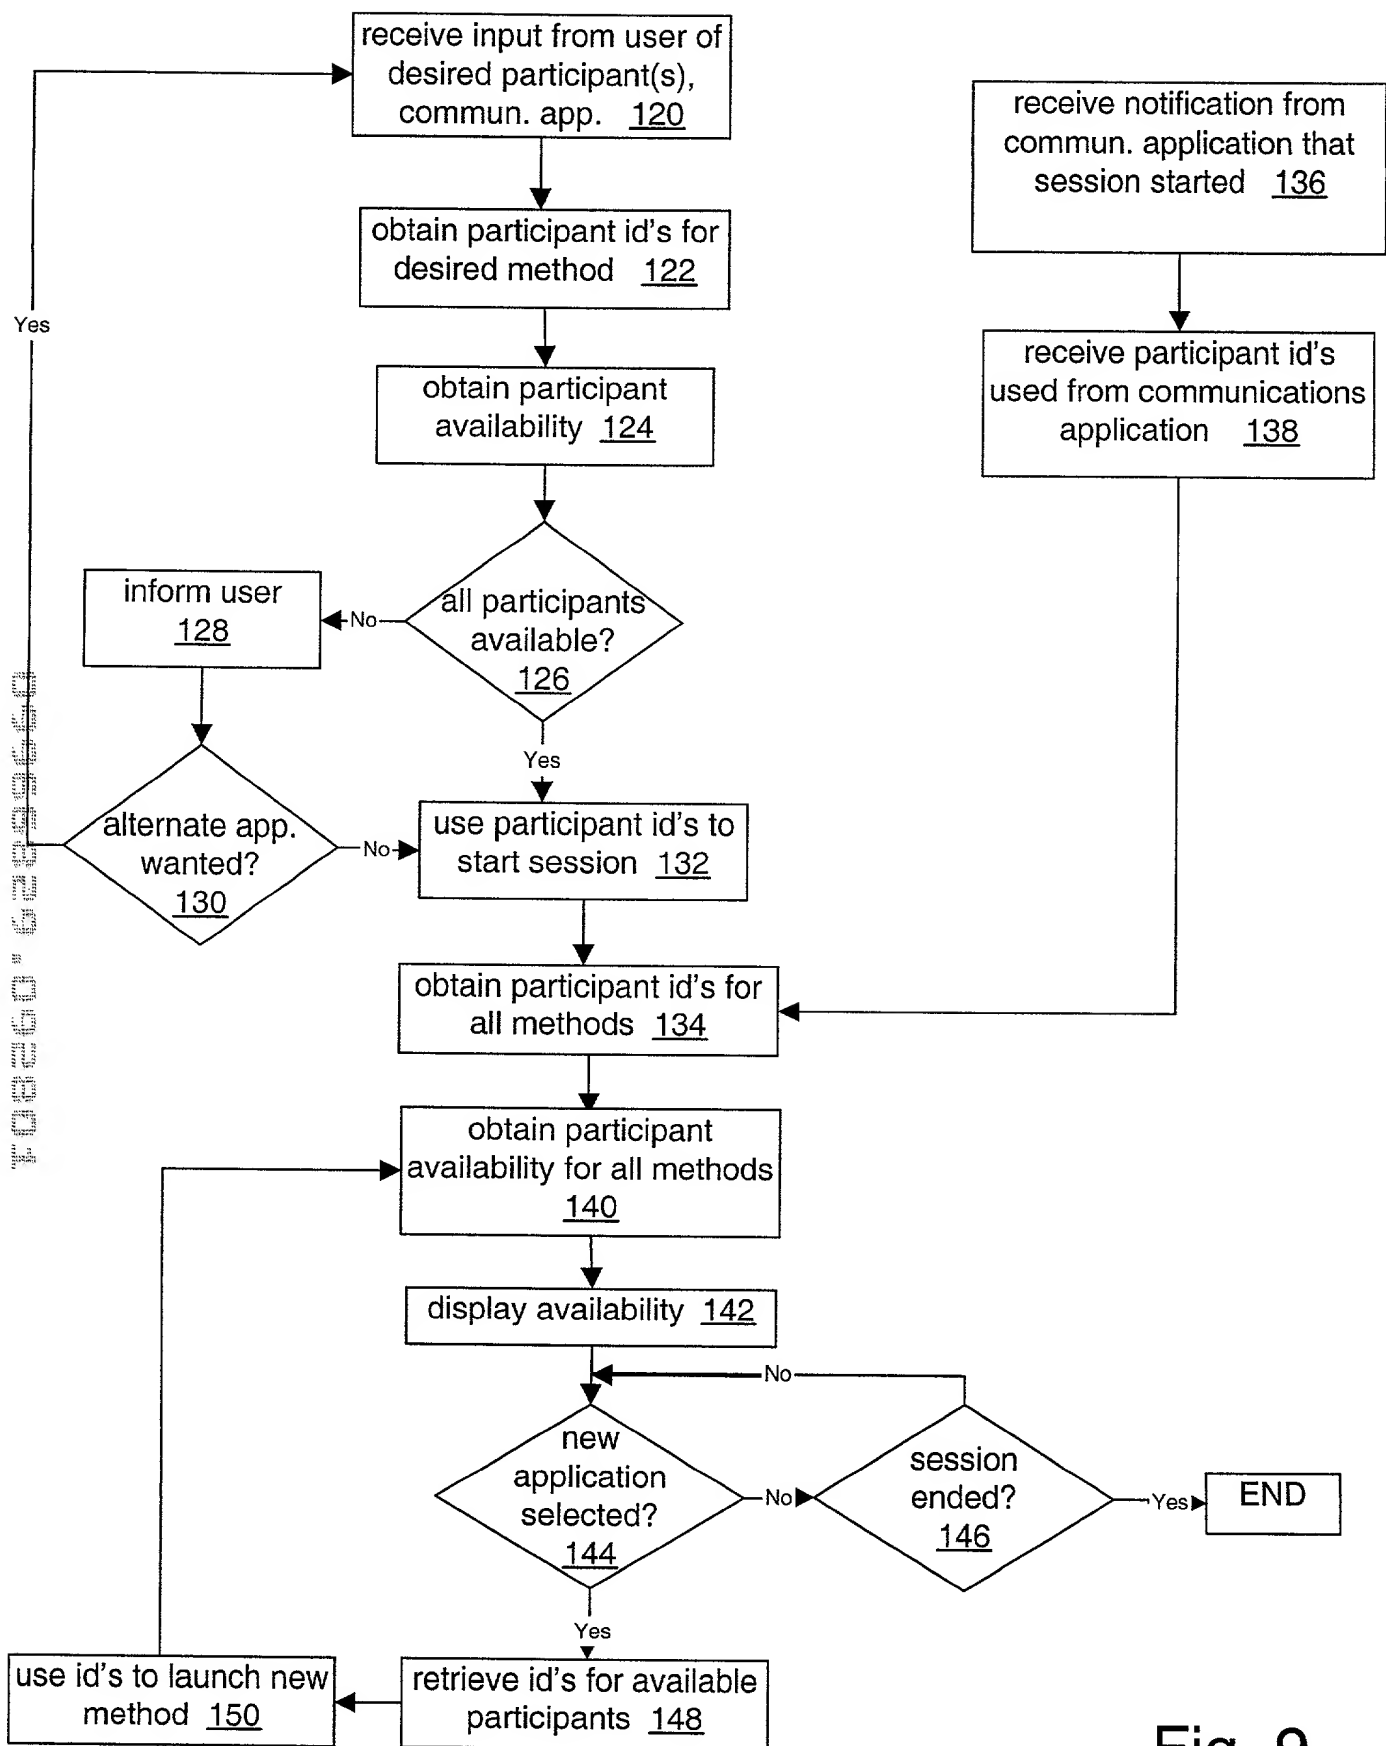 receive input from user of
desired participant(s),
commun. app. 120
receive notification from
commun. application that
session started 136
obtain participant id's for
desired method 122
Yes
receive participant id's
used from communications
application 138
obtain participant
availability 124
inform user
128
No
all participants
available?
126
Yes
alternate app.
wanted?
130
No
use participant id's to
start session 132
obtain participant id's for
all methods 134
obtain participant
availability for all methods
140
display availability 142
No
new
application
selected?
144
No
session
ended?
146
Yes
END
Yes
use id's to launch new
method 150
retrieve id's for available
participants 148
Fig. 9